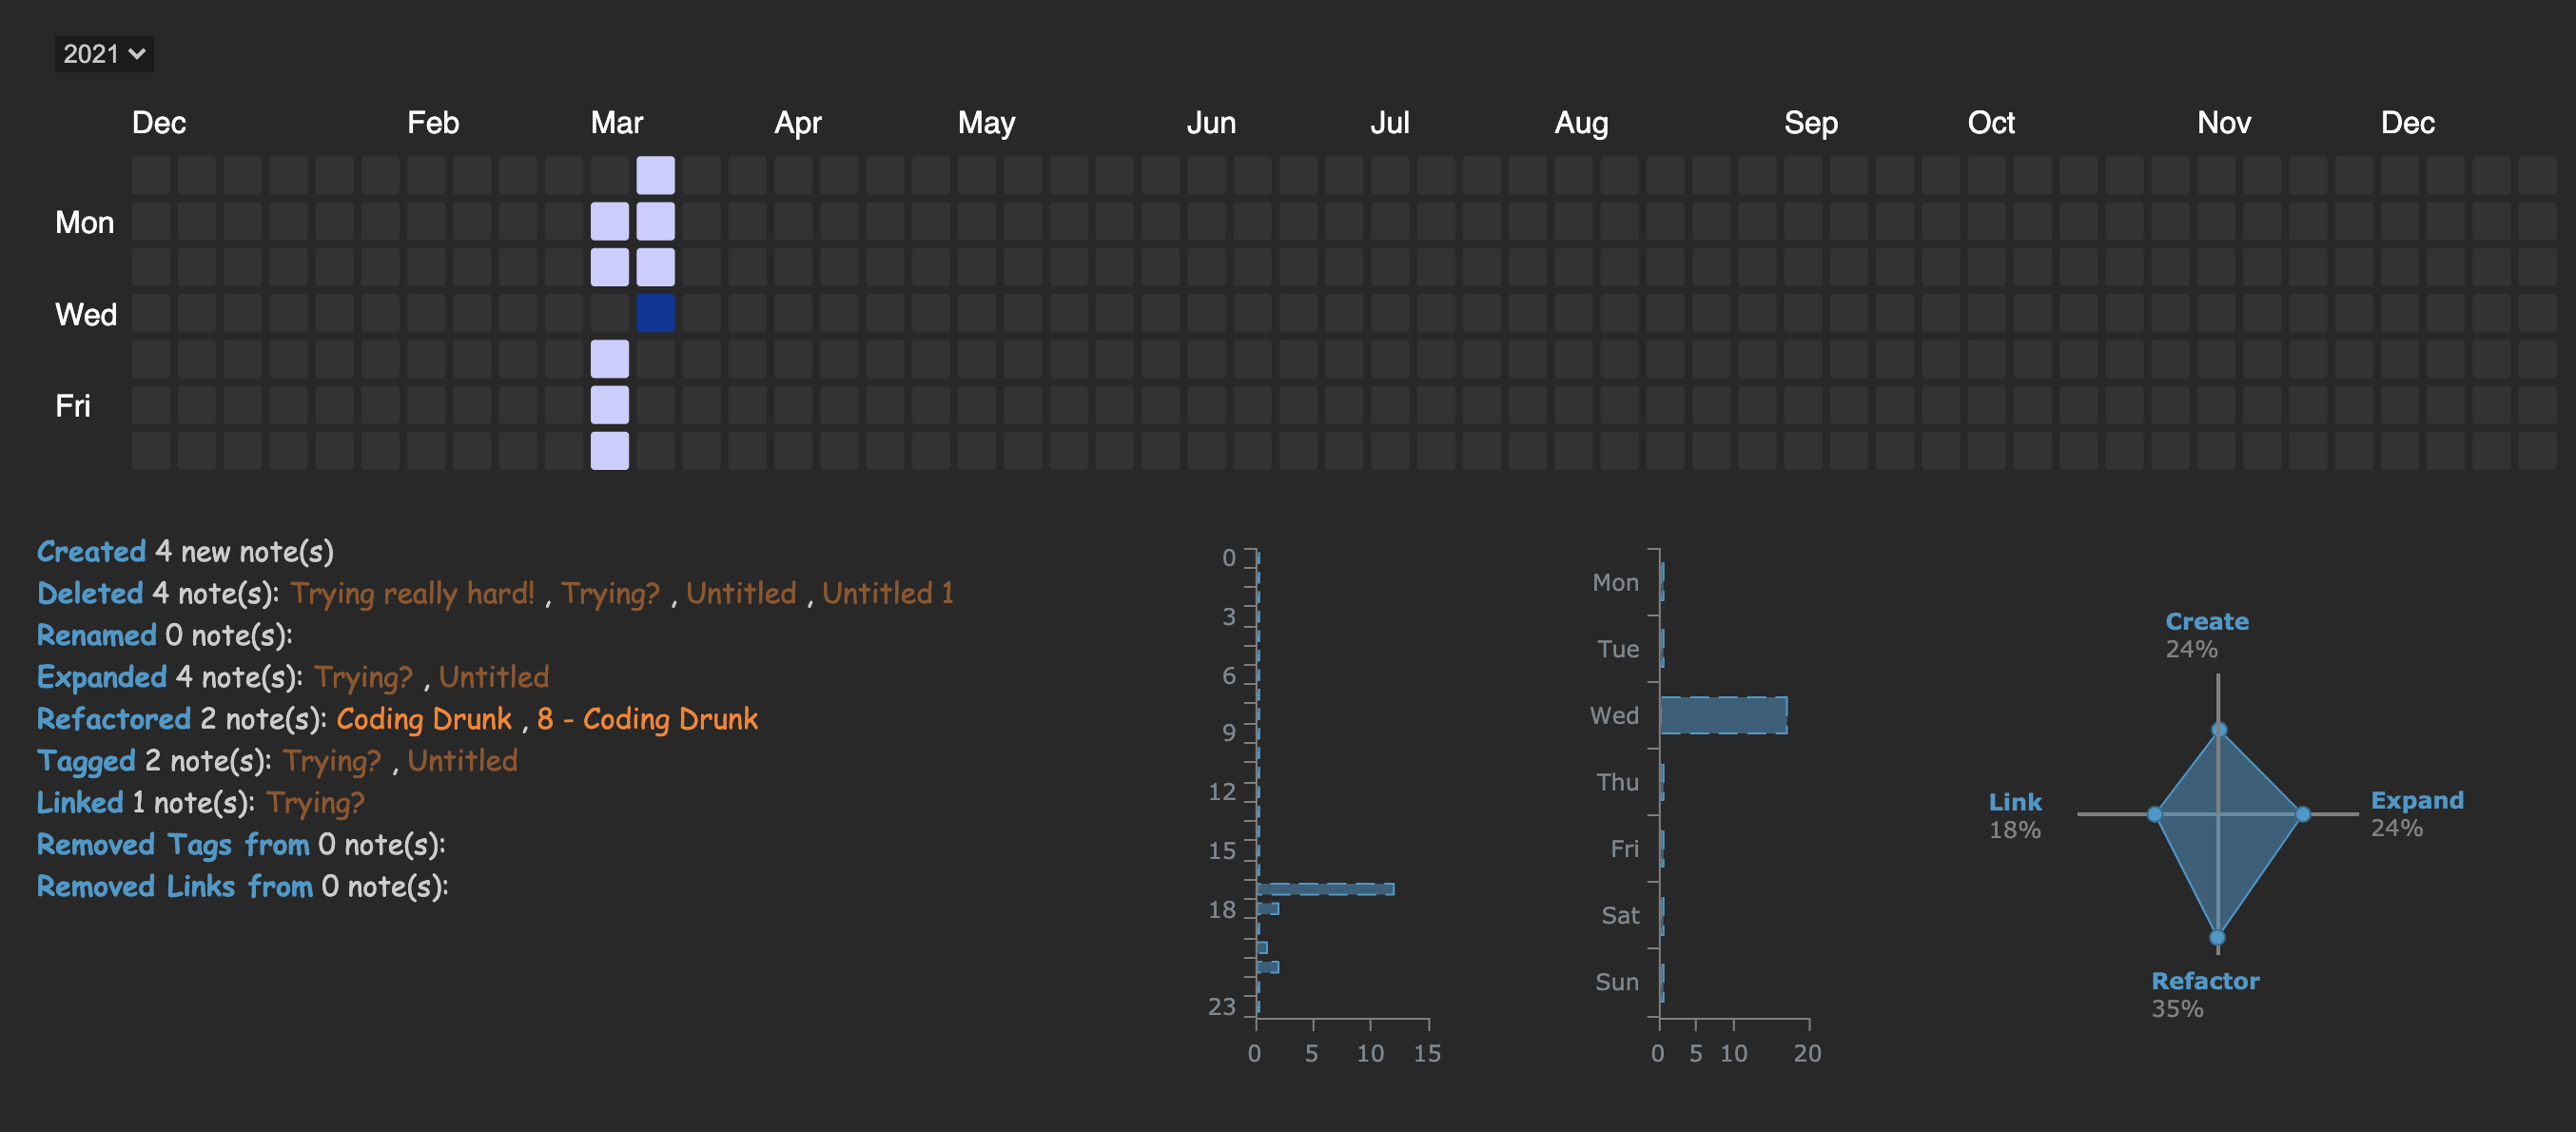 2021
Dec Feb Mar Apr May Jun Jul Aug Sep Oct Nov Dec
Mon
Wed
Fri
Created 4 new note(s)
Deleted 4 note(s): Trying really hard! , Trying? , Untitled , Untitled 1
Renamed 0 note(s):
Expanded 4 note(s): Trying? , Untitled
Refactored 2 note(s): Coding Drunk , 8 - Coding Drunk
Tagged 2 note(s): Trying? , Untitled
Linked 1 note(s): Trying?
Removed Tags from 0 note(s):
Removed Links from 0 note(s):
0
3
6
9
12
15
18
23
0 5 10 15
Mon
Tue
Wed
Thu
Fri
Sat
Sun
0 5 10 20
Create
24%
Link
18%
Expand
24%
Refactor
35%